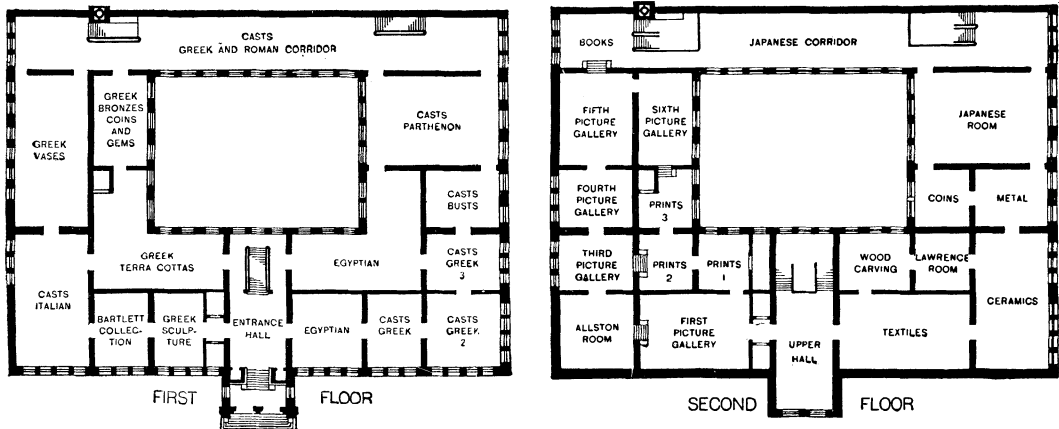 CASTS
GREEK AND ROMAN CORRIDOR
GREEK
BRONZES
COINS
AND
GEMS
CASTS
PARTHENON
GREEK
VASES
CASTS
BUSTS
GREEK
TERRA COTTAS
EGYPTIAN
CASTS
GREEK
3
CASTS
ITALIAN
BARTLETT
COLLEC-
TION
GREEK
SCULP-
TURE
ENTRANCE
HALL
EGYPTIAN
CASTS
GREEK
CASTS
GREEK
2
FIRST FLOOR
BOOKS
JAPANESE CORRIDOR
FIFTH
PICTURE
GALLERY
SIXTH
PICTURE
GALLERY
JAPANESE
ROOM
FOURTH
PICTURE
GALLERY
PRINTS
3
COINS
METAL
THIRD
PICTURE
GALLERY
PRINTS
2
PRINTS
1
WOOD
CARVING
LAWRENCE
ROOM
CERAMICS
ALLSTON
ROOM
FIRST
PICTURE
GALLERY
UPPER
HALL
TEXTILES
SECOND FLOOR